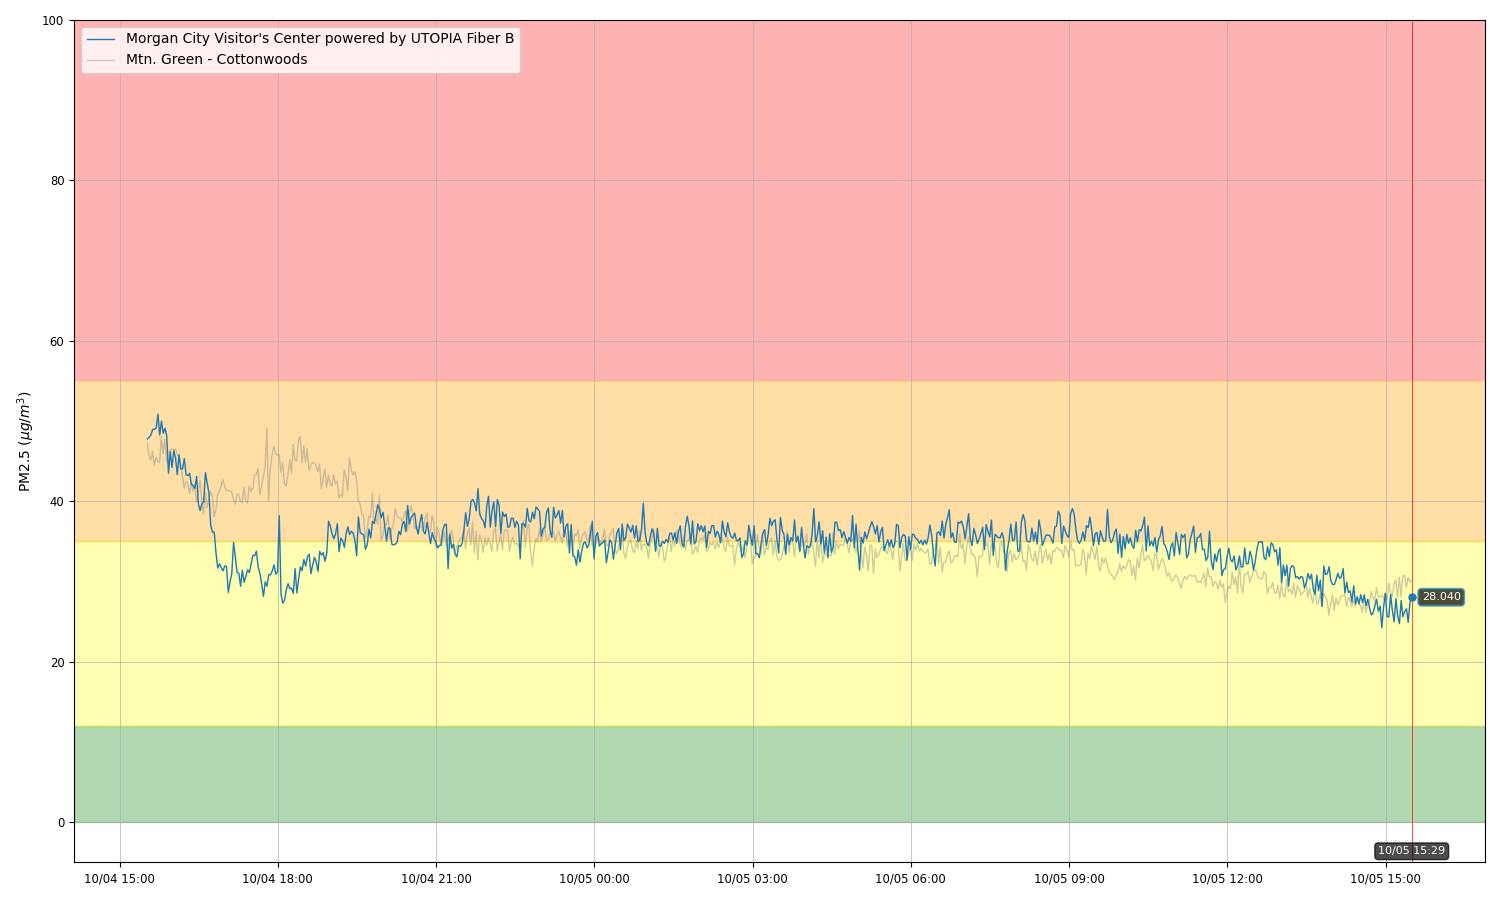 100
Morgan City Visitor's Center powered by UTOPIA Fiber B
Mtn. Green - Cottonwoods
80
60
PM2.5 (μg/m³)
40
28.040
20
0
10/05 15:29
10/04 15:00 10/04 18:00 10/04 21:00 10/05 00:00 10/05 03:00 10/05 06:00 10/05 09:00 10/05 12:00 10/05 15:00